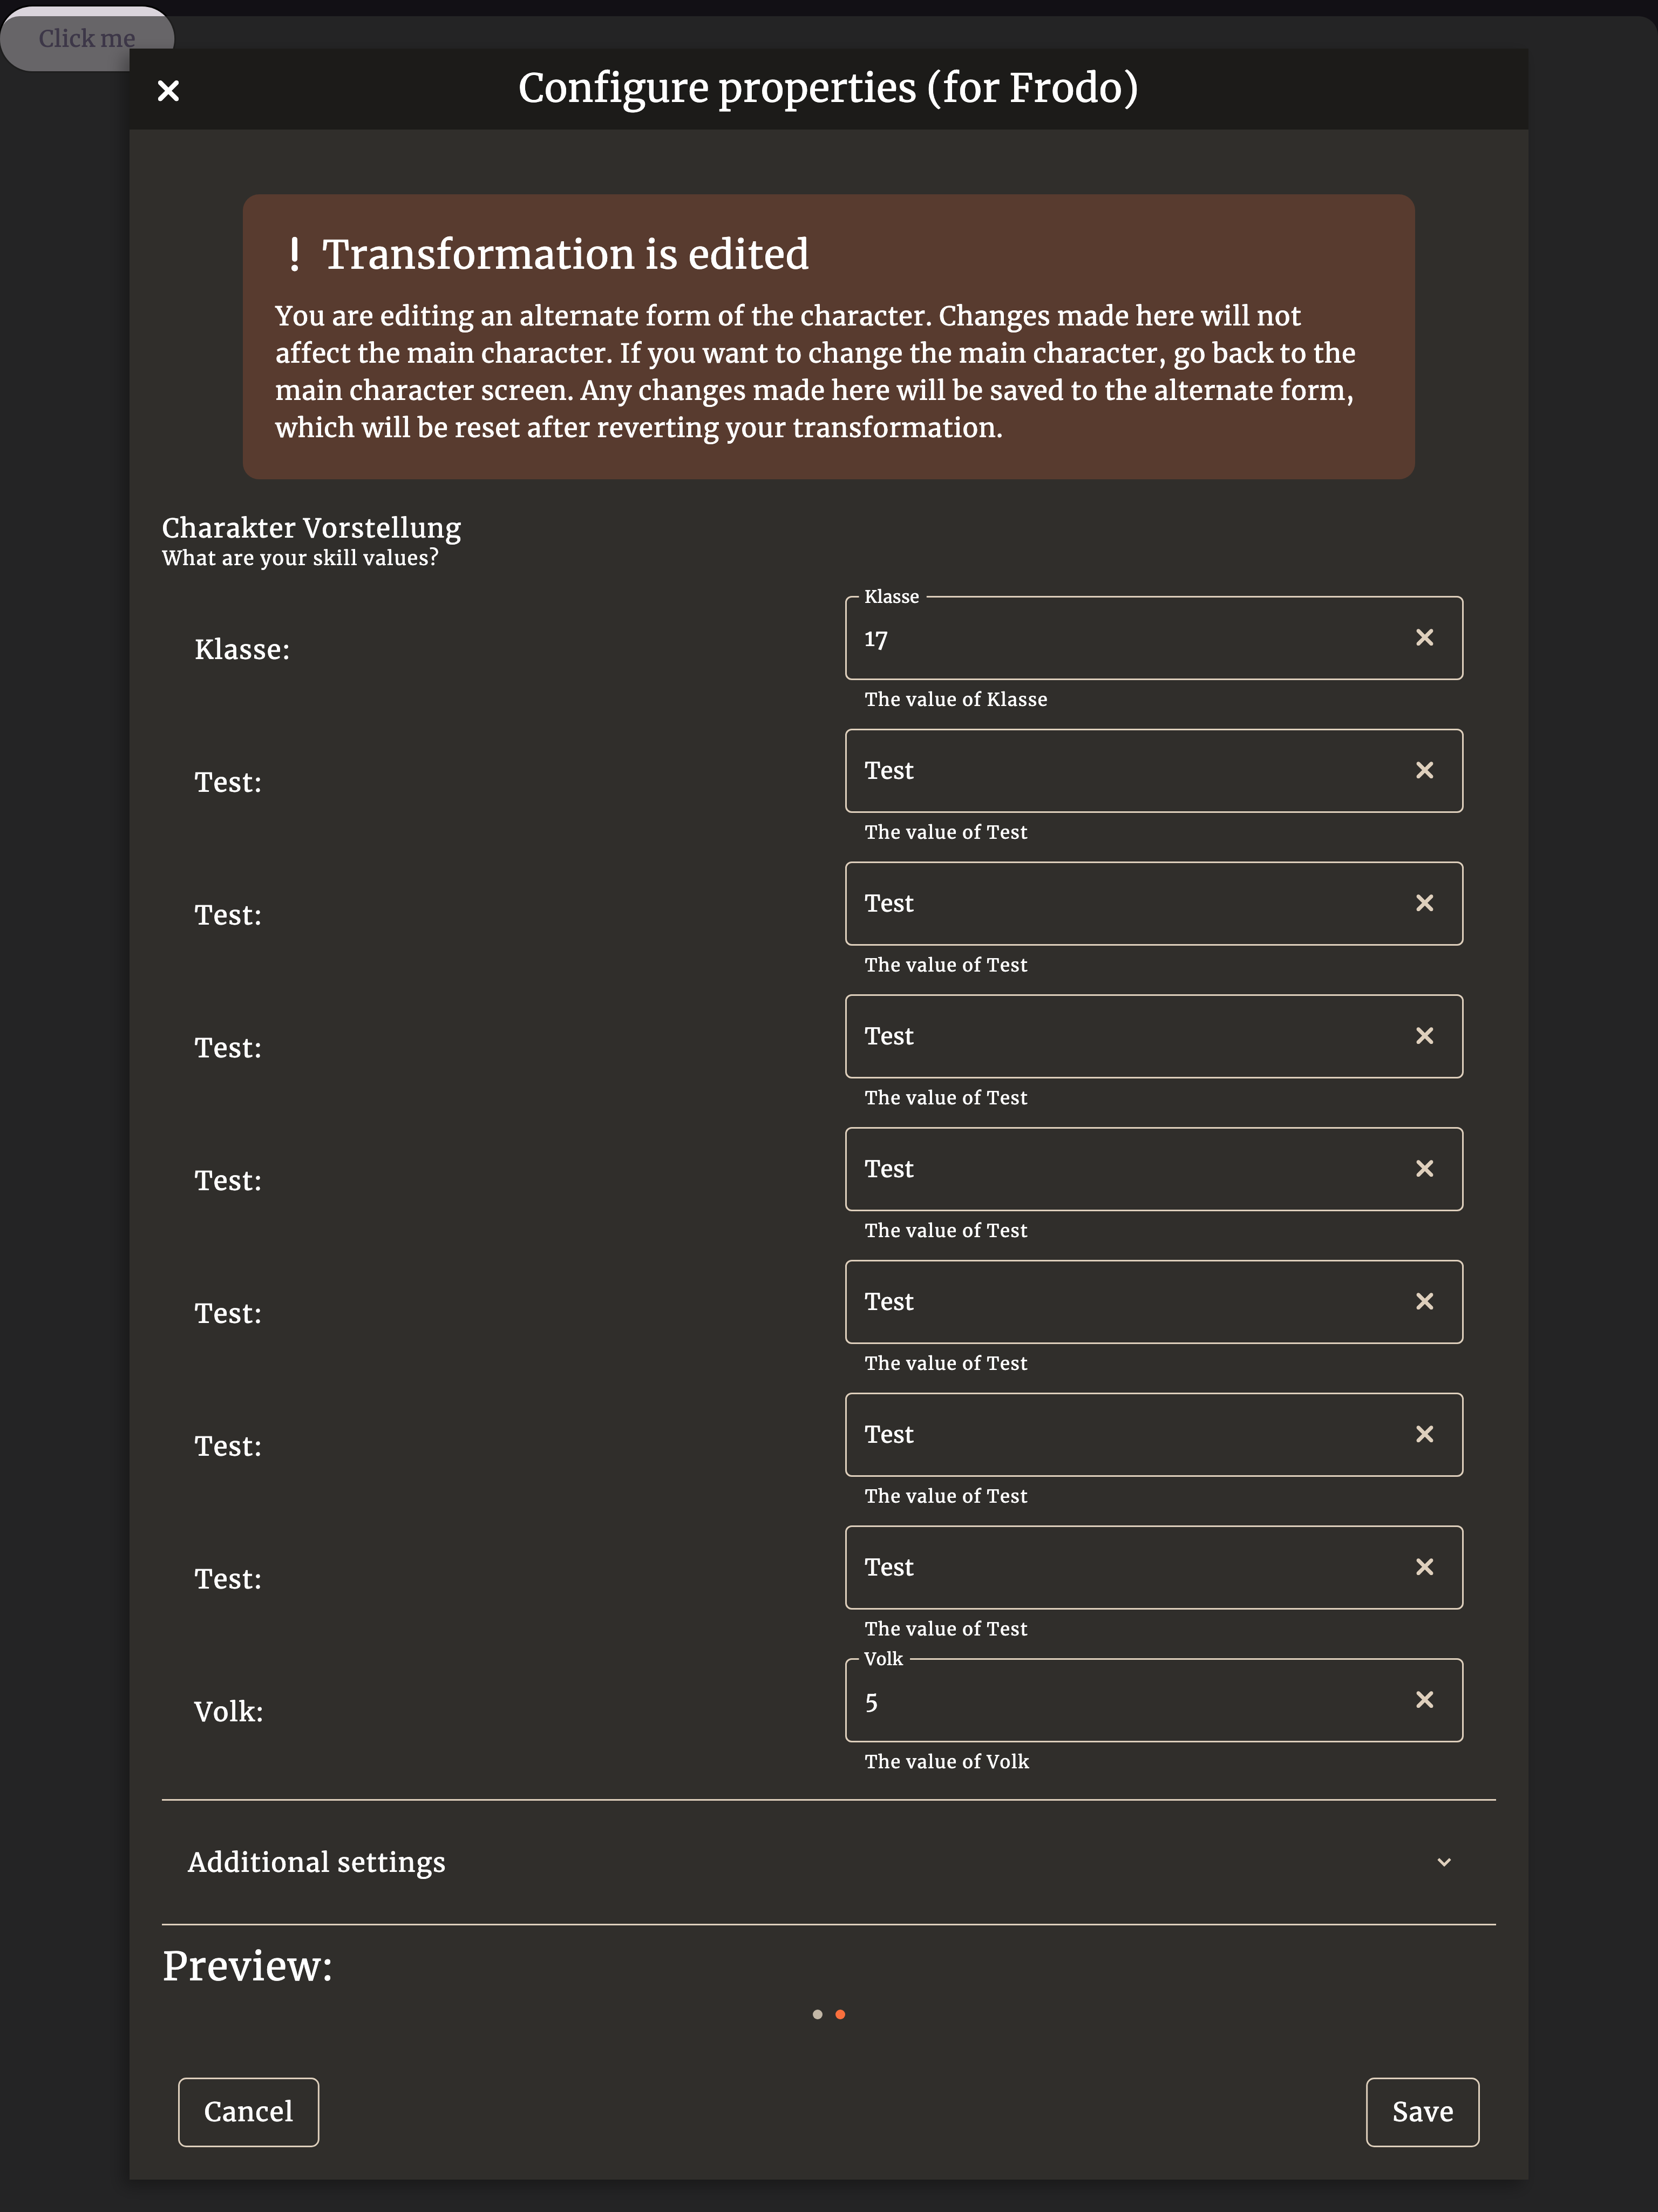 Click me
Configure properties (for Frodo)
! Transformation is edited
You are editing an alternate form of the character. Changes made here will not
affect the main character. If you want to change the main character, go back to the
main character screen. Any changes made here will be saved to the alternate form,
which will be reset after reverting your transformation.
Charakter Vorstellung
What are your skill values?
Klasse
Klasse:
17
The value of Klasse
Test:
Test
The value of Test
Test:
Test
The value of Test
Test:
Test
The value of Test
Test:
Test
The value of Test
Test:
Test
The value of Test
Test:
Test
The value of Test
Test:
Test
The value of Test
Volk
Volk:
5
The value of Volk
Additional settings
Preview:
Cancel
Save